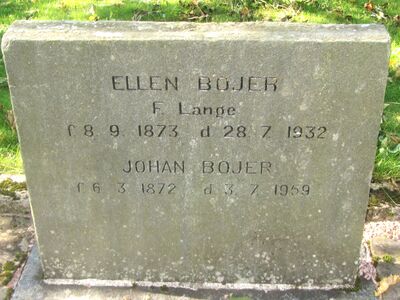 ELLEN BOJER
F. Lange
f. 8. 9. 1873 d. 28. 7. 1932
JOHAN BOJER
f. 6. 3. 1872 d. 3. 7. 1959